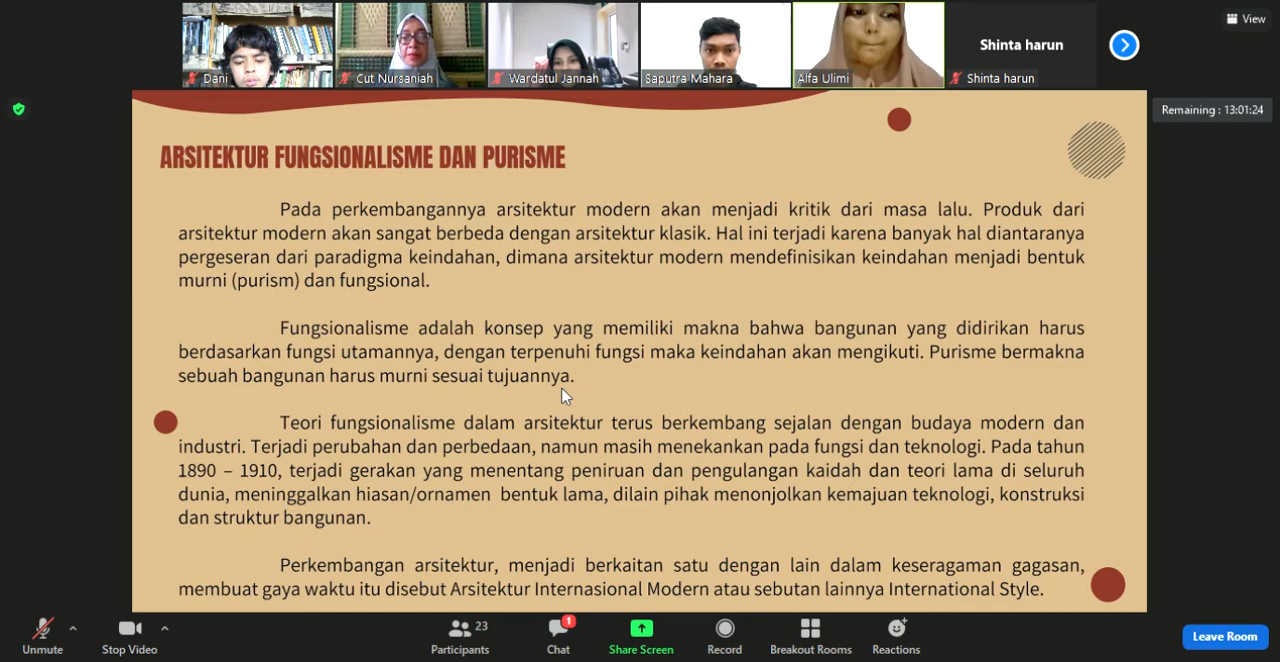 Shinta harun
View
Dani
Cut Nursaniah
Wardatul Jannah
Saputra Mahara
Alfa Ulimi
Shinta harun
Remaining : 13:01:24
ARSITEKTUR FUNGSIONALISME DAN PURISME
Pada perkembangannya arsitektur modern akan menjadi kritik dari masa lalu. Produk dari
arsitektur modern akan sangat berbeda dengan arsitektur klasik. Hal ini terjadi karena banyak hal diantaranya
pergeseran dari paradigma keindahan, dimana arsitektur modern mendefinisikan keindahan menjadi bentuk
murni (purism) dan fungsional.
Fungsionalisme adalah konsep yang memiliki makna bahwa bangunan yang didirikan harus
berdasarkan fungsi utamannya, dengan terpenuhi fungsi maka keindahan akan mengikuti. Purisme bermakna
sebuah bangunan harus murni sesuai tujuannya.
Teori fungsionalisme dalam arsitektur terus berkembang sejalan dengan budaya modern dan
industri. Terjadi perubahan dan perbedaan, namun masih menekankan pada fungsi dan teknologi. Pada tahun
1890 – 1910, terjadi gerakan yang menentang peniruan dan pengulangan kaidah dan teori lama di seluruh
dunia, meninggalkan hiasan/ornamen bentuk lama, dilain pihak menonjolkan kemajuan teknologi, konstruksi
dan struktur bangunan.
Perkembangan arsitektur, menjadi berkaitan satu dengan lain dalam keseragaman gagasan,
membuat gaya waktu itu disebut Arsitektur Internasional Modern atau sebutan lainnya International Style.
23
1
Unmute
Stop Video
Participants
Chat
Share Screen
Record
Breakout Rooms
Reactions
Leave Room